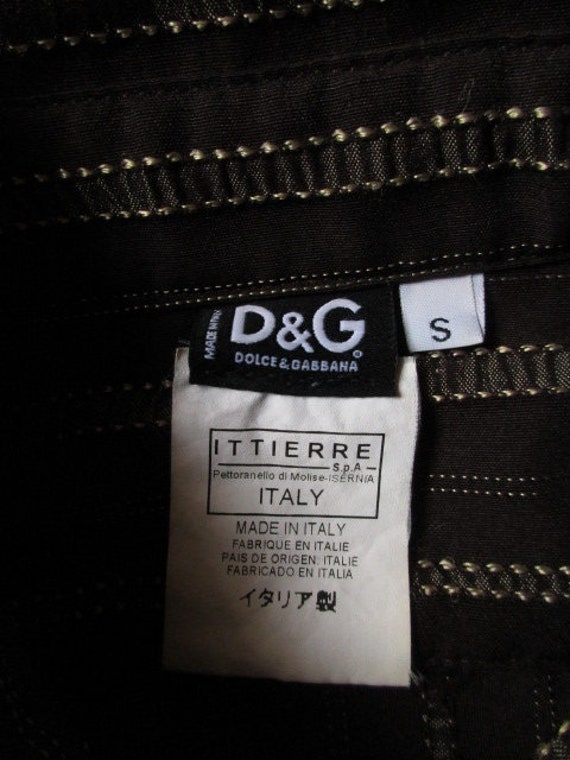 MADE IN ITALY
D&G
DOLCE & GABBANA ®
S
ITTIERRE
S.p.A
Pettoranello di Molise-ISERNIA
ITALY
MADE IN ITALY
FABRIQUE EN ITALIE
PAIS DE ORIGEN: ITALIE
FABRICADO EN ITALIA
イタリア製